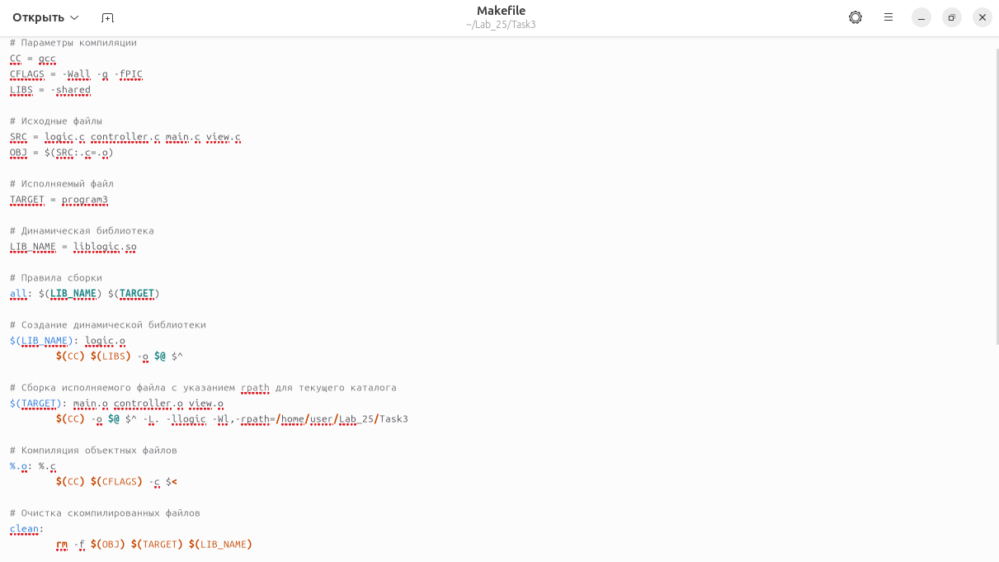 Открыть
Makefile
~/Lab_25/Task3
# Параметры компиляции
CC = gcc
CFLAGS = -Wall -g -fPIC
LIBS = -shared
# Исходные файлы
SRC = logic.c controller.c main.c view.c
OBJ = $(SRC:.c=.o)
# Исполняемый файл
TARGET = program3
# Динамическая библиотека
LIB_NAME = liblogic.so
# Правила сборки
all: $(LIB_NAME) $(TARGET)
# Создание динамической библиотеки
$(LIB_NAME): logic.o
$(CC) $(LIBS) -o $@ $^
# Сборка исполняемого файла с указанием rpath для текущего каталога
$(TARGET): main.o controller.o view.o
$(CC) -o $@ $^ -L. -llogic -Wl,-rpath=/home/user/Lab_25/Task3
# Компиляция объектных файлов
%.o: %.c
$(CC) $(CFLAGS) -c $<
# Очистка скомпилированных файлов
clean:
rm -f $(OBJ) $(TARGET) $(LIB_NAME)